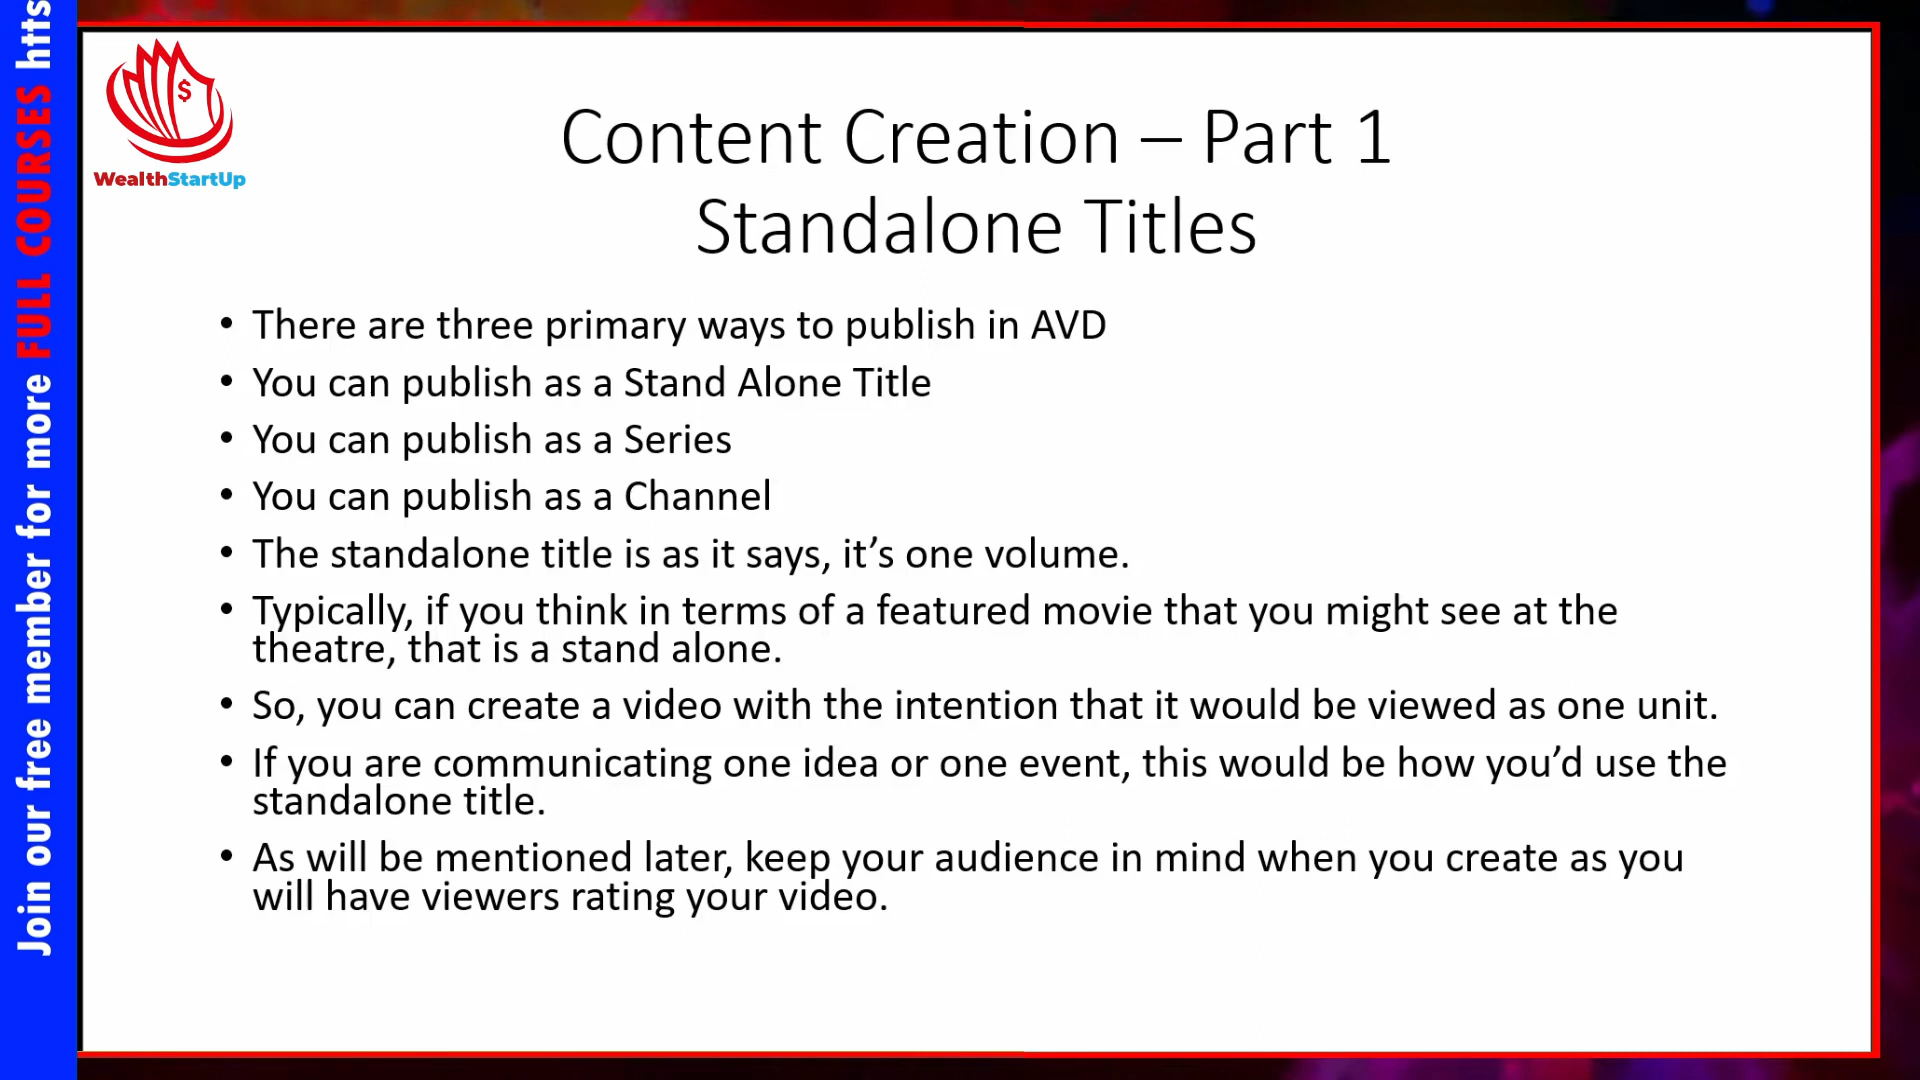 Join our free member for more FULL COURSES htts
$
WealthStartUp
Content Creation – Part 1
Standalone Titles
• There are three primary ways to publish in AVD
• You can publish as a Stand Alone Title
• You can publish as a Series
• You can publish as a Channel
• The standalone title is as it says, it’s one volume.
• Typically, if you think in terms of a featured movie that you might see at the
theatre, that is a stand alone.
• So, you can create a video with the intention that it would be viewed as one unit.
• If you are communicating one idea or one event, this would be how you’d use the
standalone title.
• As will be mentioned later, keep your audience in mind when you create as you
will have viewers rating your video.